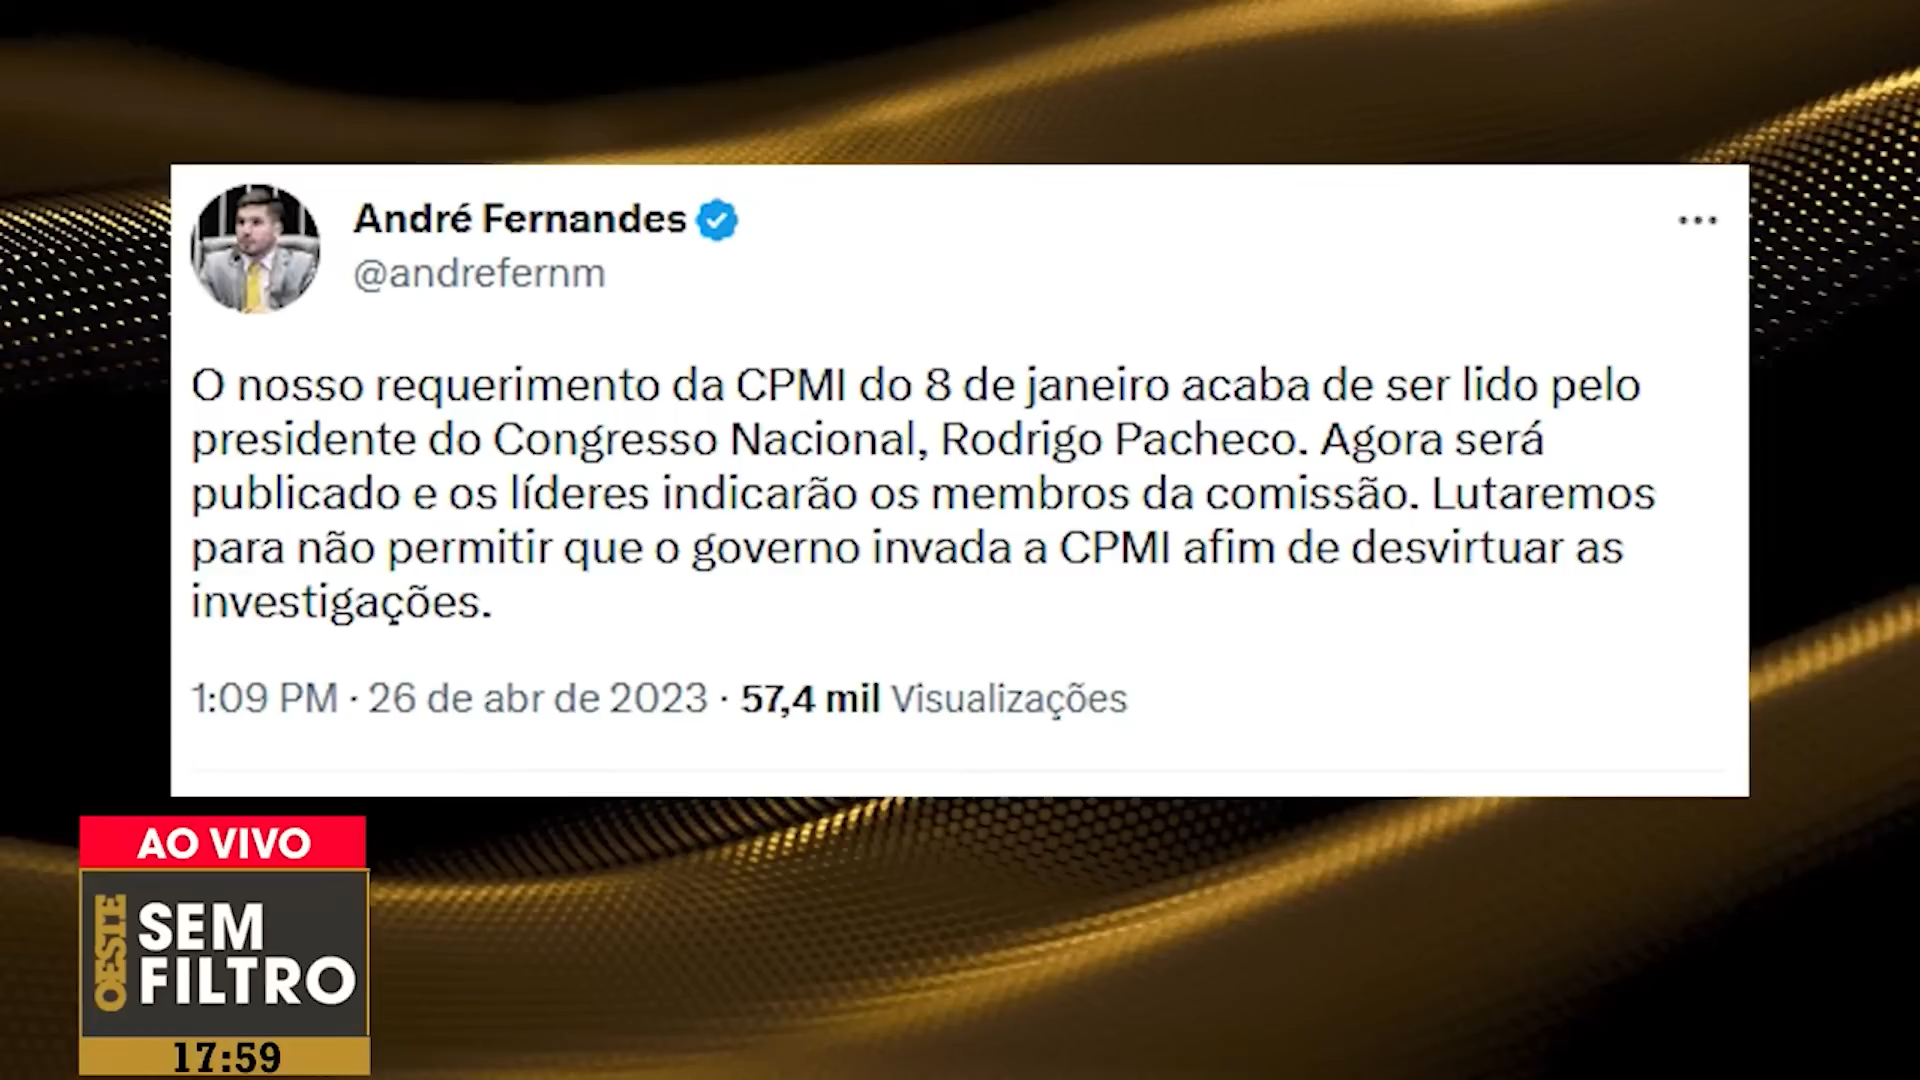 André Fernandes
@andrefernm
O nosso requerimento da CPMI do 8 de janeiro acaba de ser lido pelo
presidente do Congresso Nacional, Rodrigo Pacheco. Agora será
publicado e os líderes indicarão os membros da comissão. Lutaremos
para não permitir que o governo invada a CPMI afim de desvirtuar as
investigações.
1:09 PM · 26 de abr de 2023 · 57,4 mil Visualizações
AO VIVO
OESTE
SEM
FILTRO
17:59